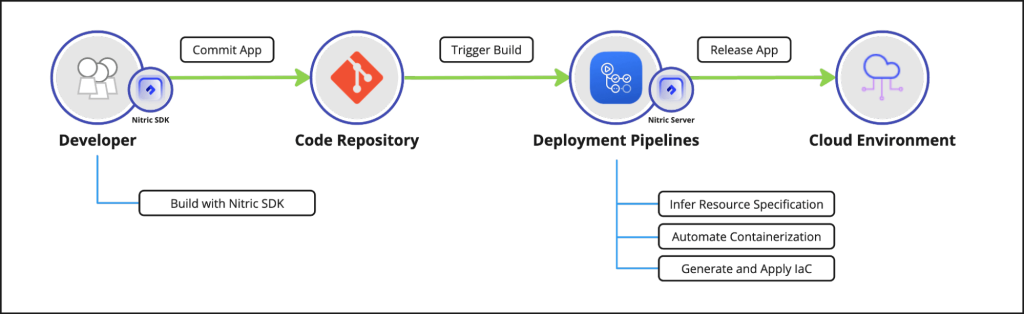 Commit App
Trigger Build
Release App
Nitric SDK
Nitric Server
Developer
Code Repository
Deployment Pipelines
Cloud Environment
Build with Nitric SDK
Infer Resource Specification
Automate Containerization
Generate and Apply IaC